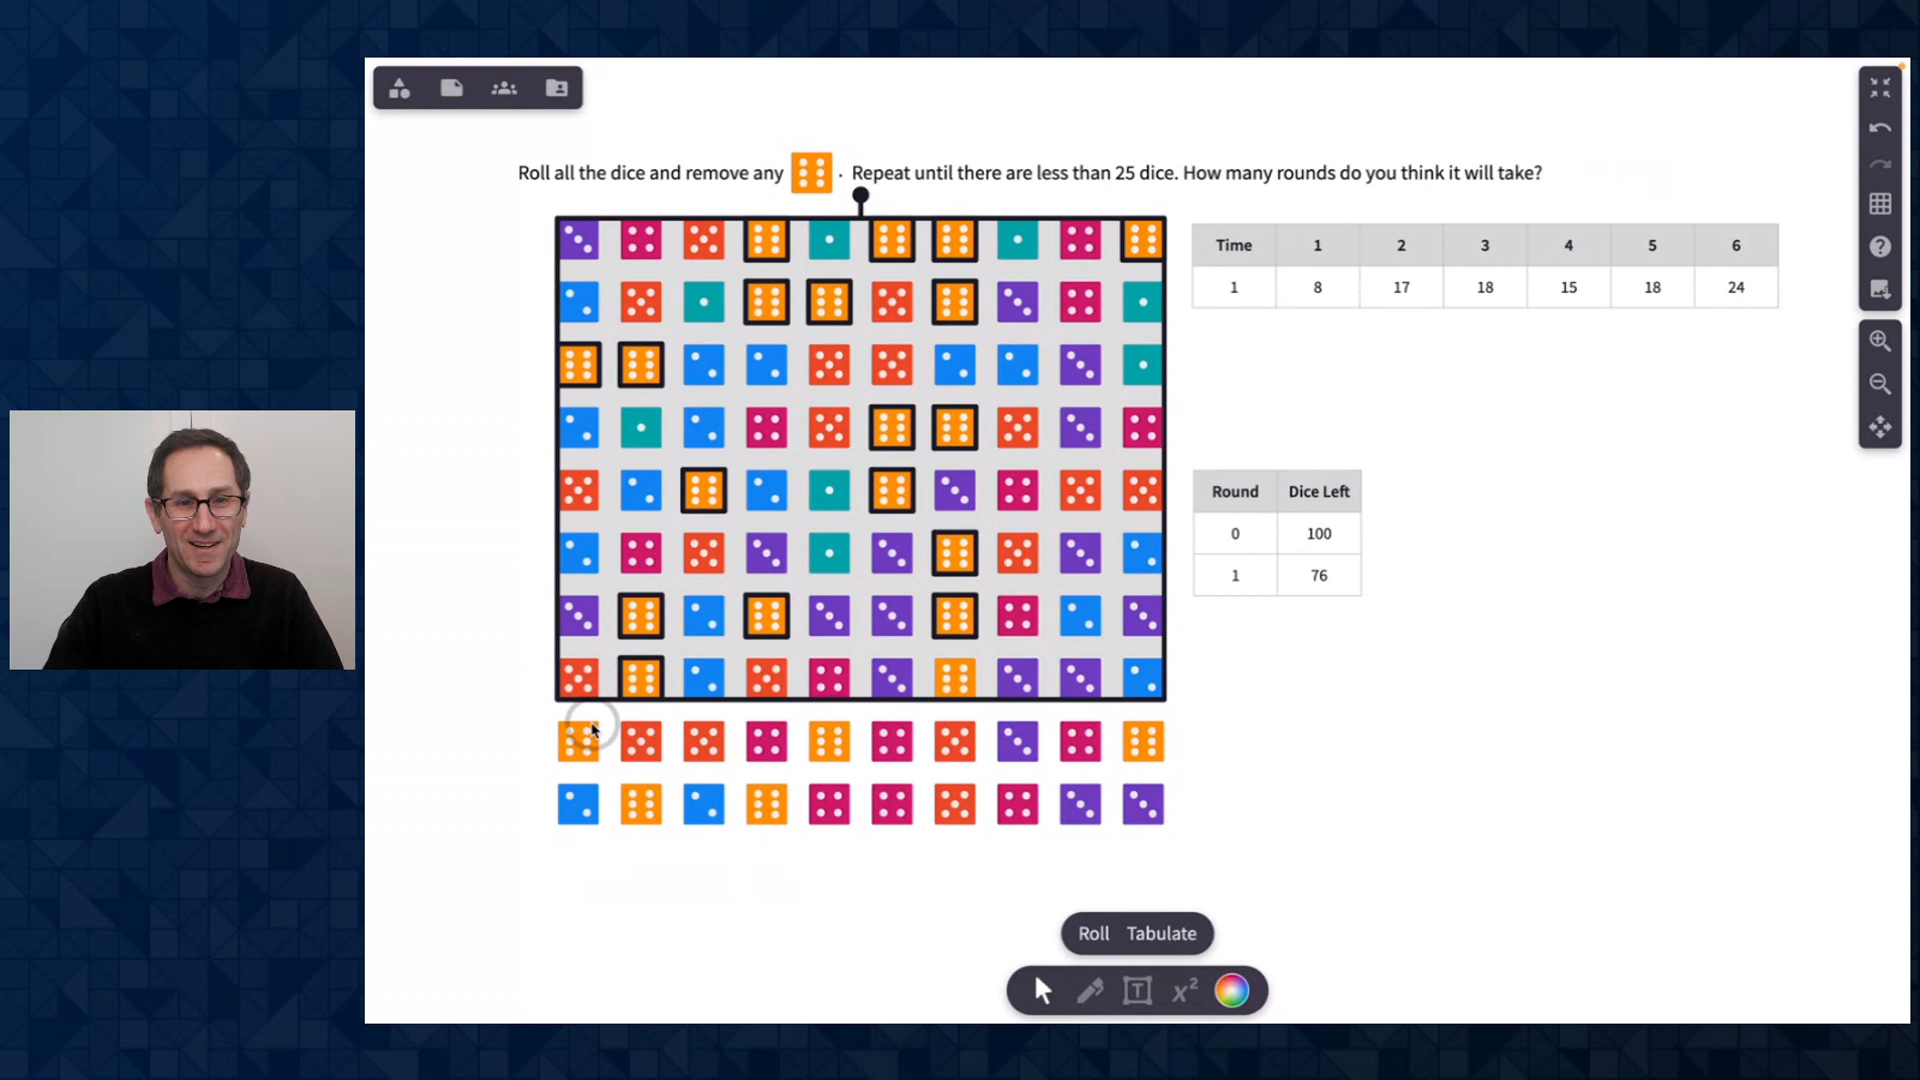 Roll all the dice and remove any . Repeat until there are less than 25 dice. How many rounds do you think it will take?
Time 1 2 3 4 5 6
1 8 17 18 15 18 24
Round Dice Left
0 100
1 76
Roll Tabulate
T x²